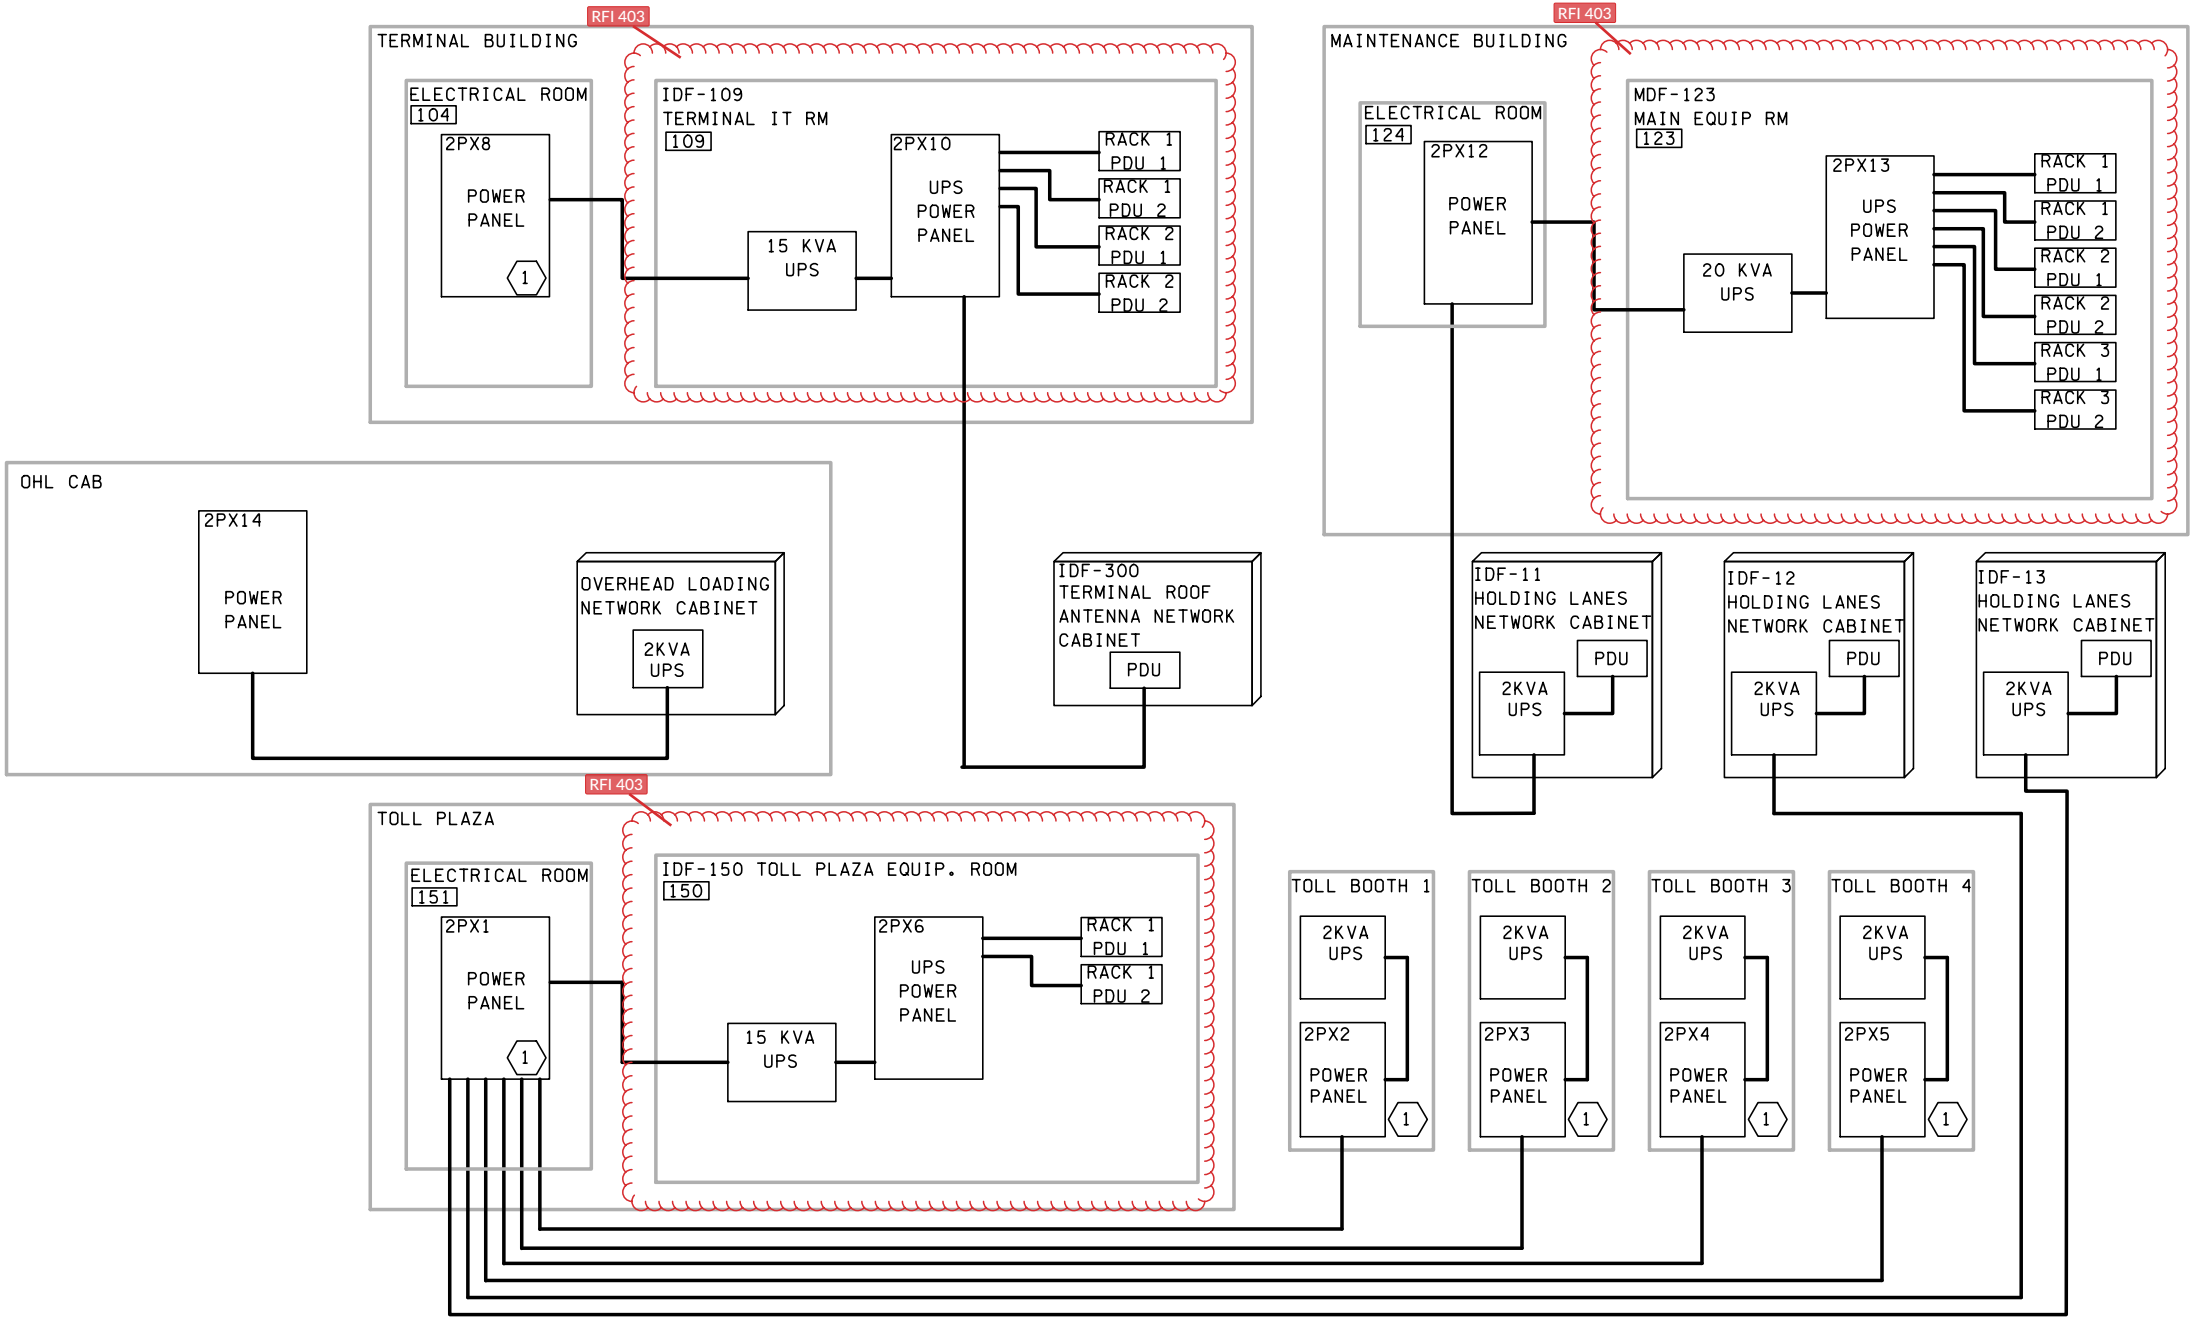 RFI 403
TERMINAL BUILDING
ELECTRICAL ROOM
104
2PX8
POWER
PANEL
1
IDF-109
TERMINAL IT RM
109
15 KVA
UPS
2PX10
UPS
POWER
PANEL
RACK 1
PDU 1
RACK 1
PDU 2
RACK 2
PDU 1
RACK 2
PDU 2
RFI 403
MAINTENANCE BUILDING
ELECTRICAL ROOM
124
2PX12
POWER
PANEL
MDF-123
MAIN EQUIP RM
123
20 KVA
UPS
2PX13
UPS
POWER
PANEL
RACK 1
PDU 1
RACK 1
PDU 2
RACK 2
PDU 1
RACK 2
PDU 2
RACK 3
PDU 1
RACK 3
PDU 2
OHL CAB
2PX14
POWER
PANEL
OVERHEAD LOADING
NETWORK CABINET
2KVA
UPS
IDF-300
TERMINAL ROOF
ANTENNA NETWORK
CABINET
PDU
IDF-11
HOLDING LANES
NETWORK CABINET
PDU
2KVA
UPS
IDF-12
HOLDING LANES
NETWORK CABINET
PDU
2KVA
UPS
IDF-13
HOLDING LANES
NETWORK CABINET
PDU
2KVA
UPS
RFI 403
TOLL PLAZA
ELECTRICAL ROOM
151
2PX1
POWER
PANEL
1
IDF-150 TOLL PLAZA EQUIP. ROOM
150
15 KVA
UPS
2PX6
UPS
POWER
PANEL
RACK 1
PDU 1
RACK 1
PDU 2
TOLL BOOTH 1
2KVA
UPS
2PX2
POWER
PANEL
1
TOLL BOOTH 2
2KVA
UPS
2PX3
POWER
PANEL
1
TOLL BOOTH 3
2KVA
UPS
2PX4
POWER
PANEL
1
TOLL BOOTH 4
2KVA
UPS
2PX5
POWER
PANEL
1